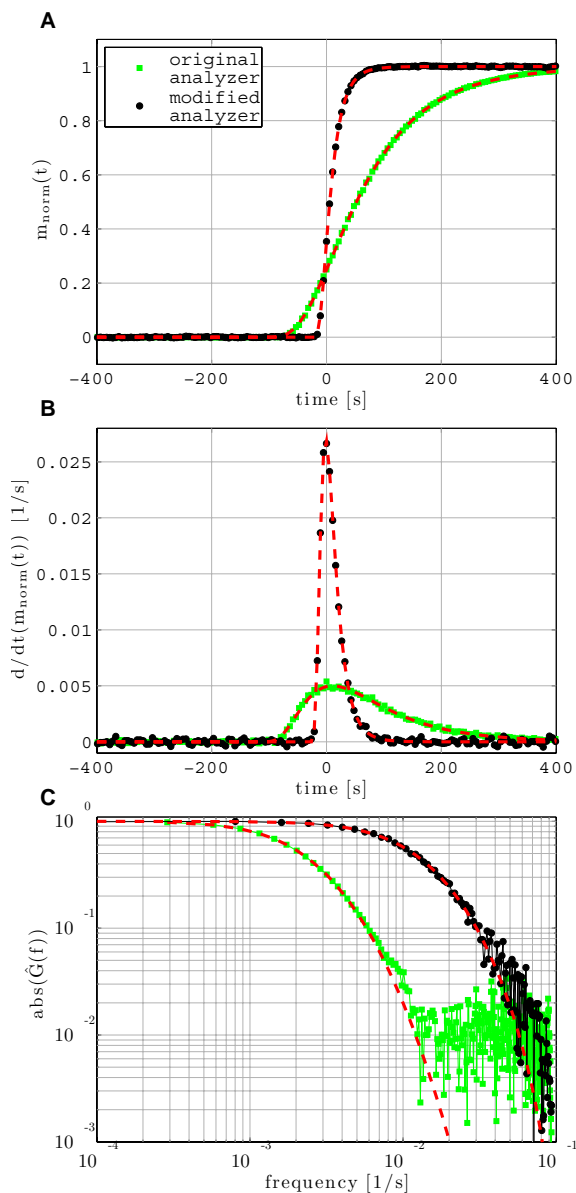 A
original
analyzer
modified
analyzer
1
0.8
0.6
0.4
0.2
0
m_norm(t)
-400 -200 0 200 400
time [s]
B
0.025
0.02
0.015
0.01
0.005
0
d/dt(m_norm(t)) [1/s]
-400 -200 0 200 400
time [s]
C
10^0
10^-1
10^-2
10^-3
abs(Ĝ(f))
10^-4 10^-3 10^-2 10^-1
frequency [1/s]